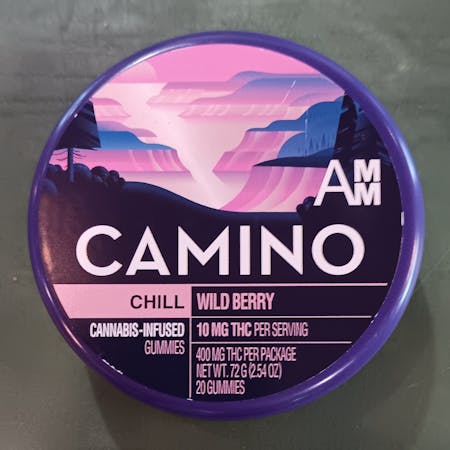 AMM
CAMINO
CHILL WILD BERRY
CANNABIS-INFUSED GUMMIES
10 MG THC PER SERVING
400 MG THC PER PACKAGE
NET WT. 72 G (2.54 OZ)
20 GUMMIES